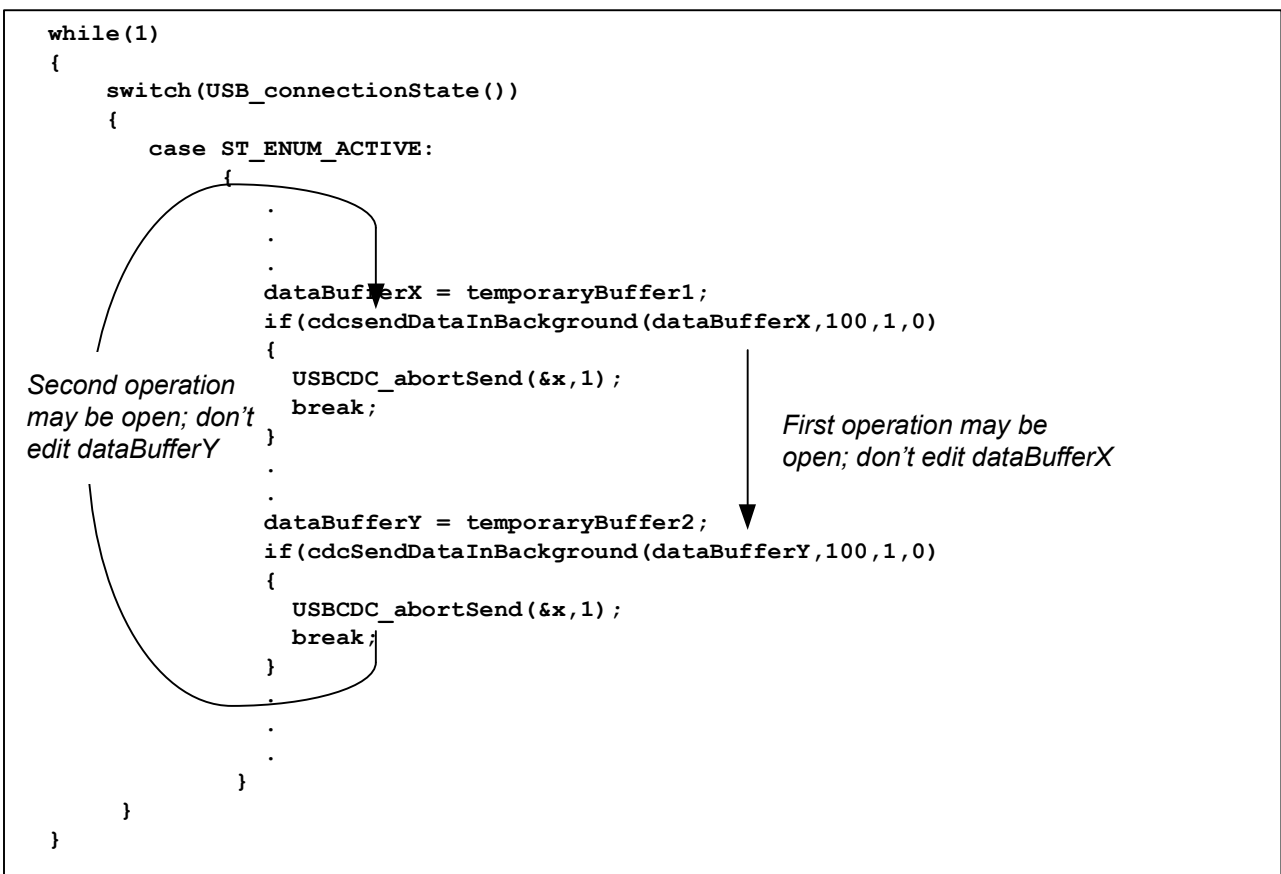 while(1)
{
switch(USB_connectionState())
{
case ST_ENUM_ACTIVE:
{
.
.
.
dataBufferX = temporaryBuffer1;
if(cdcsendDataInBackground(dataBufferX,100,1,0)
{
USBCDC_abortSend(&x,1);
break;
}
.
.
dataBufferY = temporaryBuffer2;
if(cdcSendDataInBackground(dataBufferY,100,1,0)
{
USBCDC_abortSend(&x,1);
break;
}
.
.
.
}
}
}
Second operation
may be open; don't
edit dataBufferY
First operation may be
open; don't edit dataBufferX